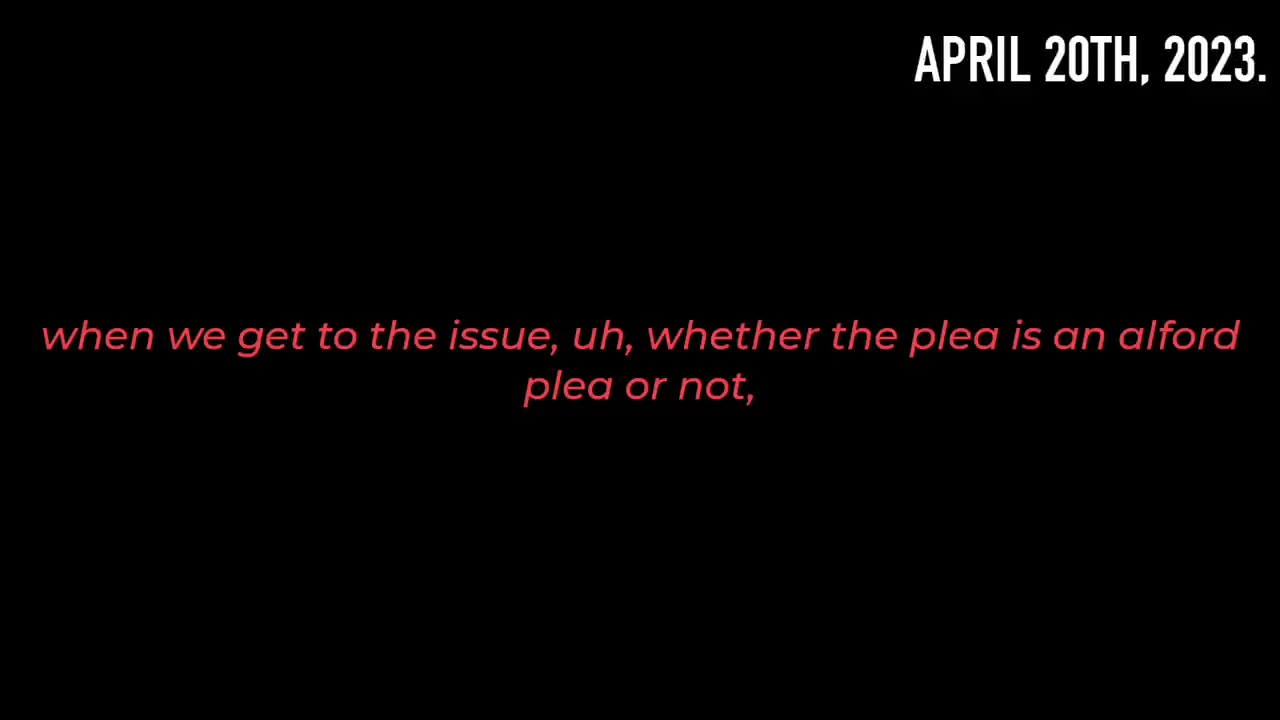 APRIL 20TH, 2023.
when we get to the issue, uh, whether the plea is an alford
plea or not,